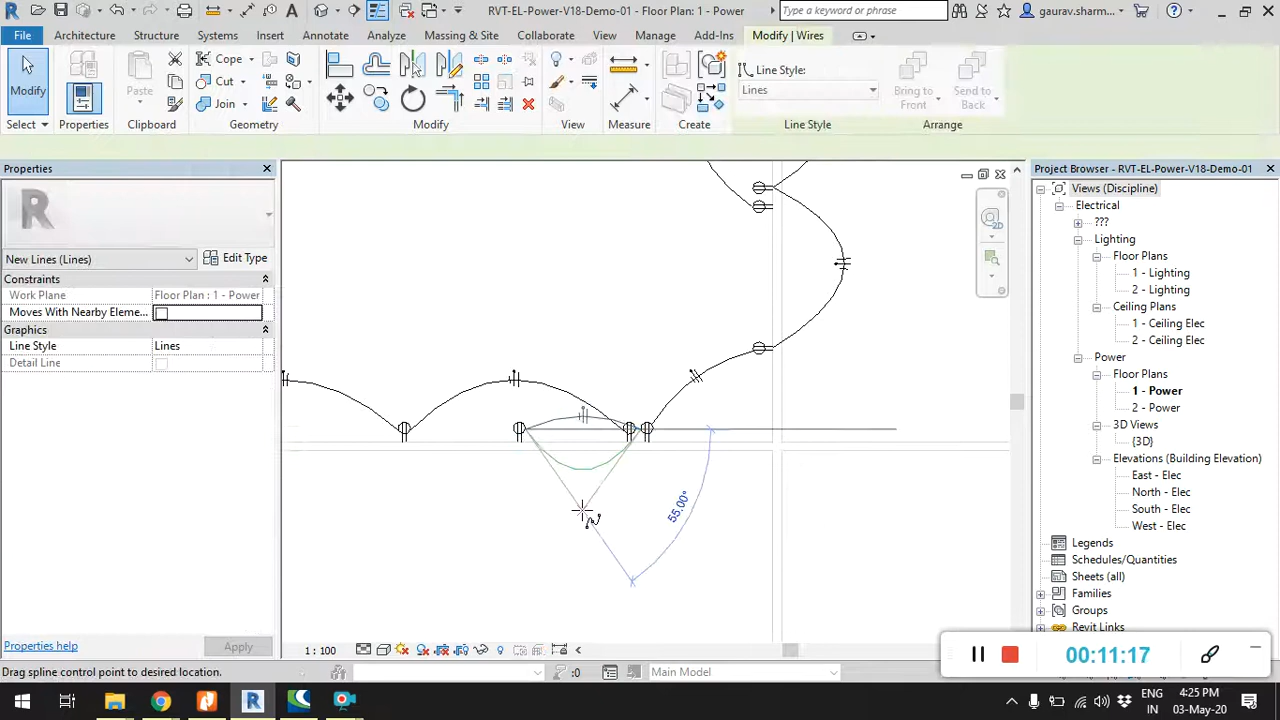 RVT-EL-Power-V18-Demo-01 - Floor Plan: 1 - Power
Type a keyword or phrase
gaurav.sharm...
File
Architecture
Structure
Systems
Insert
Annotate
Analyze
Massing & Site
Collaborate
View
Manage
Add-Ins
Modify | Wires
Modify
Paste
Cope
Cut
Join
Line Style:
Lines
Bring to
Front
Send to
Back
Select
Properties
Clipboard
Geometry
Modify
View
Measure
Create
Line Style
Arrange
Properties
R
New Lines (Lines)
Edit Type
Constraints
Work Plane
Floor Plan : 1 - Power
Moves With Nearby Eleme...
Graphics
Line Style
Lines
Detail Line
Properties help
Apply
55.00°
2D
Project Browser - RVT-EL-Power-V18-Demo-01
Views (Discipline)
Electrical
???
Lighting
Floor Plans
1 - Lighting
2 - Lighting
Ceiling Plans
1 - Ceiling Elec
2 - Ceiling Elec
Power
Floor Plans
1 - Power
2 - Power
3D Views
{3D}
Elevations (Building Elevation)
East - Elec
North - Elec
South - Elec
West - Elec
Legends
Schedules/Quantities
Sheets (all)
Families
Groups
Revit Links
1 : 100
Drag spline control point to desired location.
:0
Main Model
00:11:17
ENG
IN
4:25 PM
03-May-20